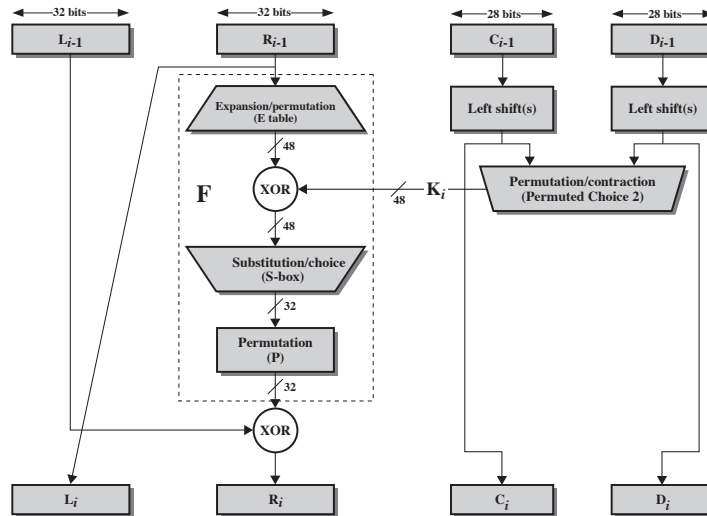 32 bits
32 bits
28 bits
28 bits
Li-1
Ri-1
Ci-1
Di-1
Expansion/permutation
(E table)
Left shift(s)
Left shift(s)
48
F
XOR
48
Ki
Permutation/contraction
(Permuted Choice 2)
48
Substitution/choice
(S-box)
32
Permutation
(P)
32
XOR
Li
Ri
Ci
Di